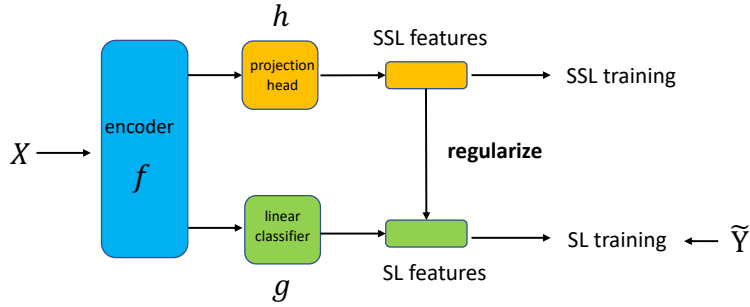 h
SSL features
projection
head
SSL training
encoder
X
f
regularize
linear
classifier
SL training
Ỹ
SL features
g